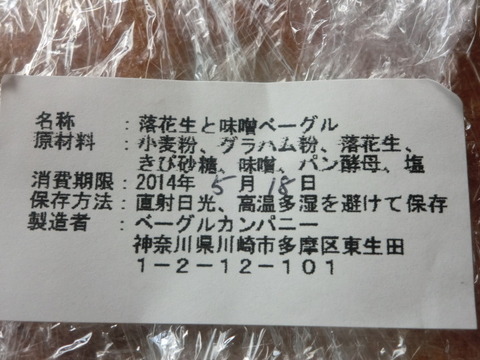 名称　：落花生と味噌ベーグル
原材料　：小麦粉、グラハム粉、落花生、
きび砂糖、味噌、パン酵母、塩
消費期限：2014年 5月 18日
保存方法：直射日光、高温多湿を避けて保存
製造者　：ベーグルカンパニー
神奈川県川崎市多摩区東生田
１－２－１２－１０１